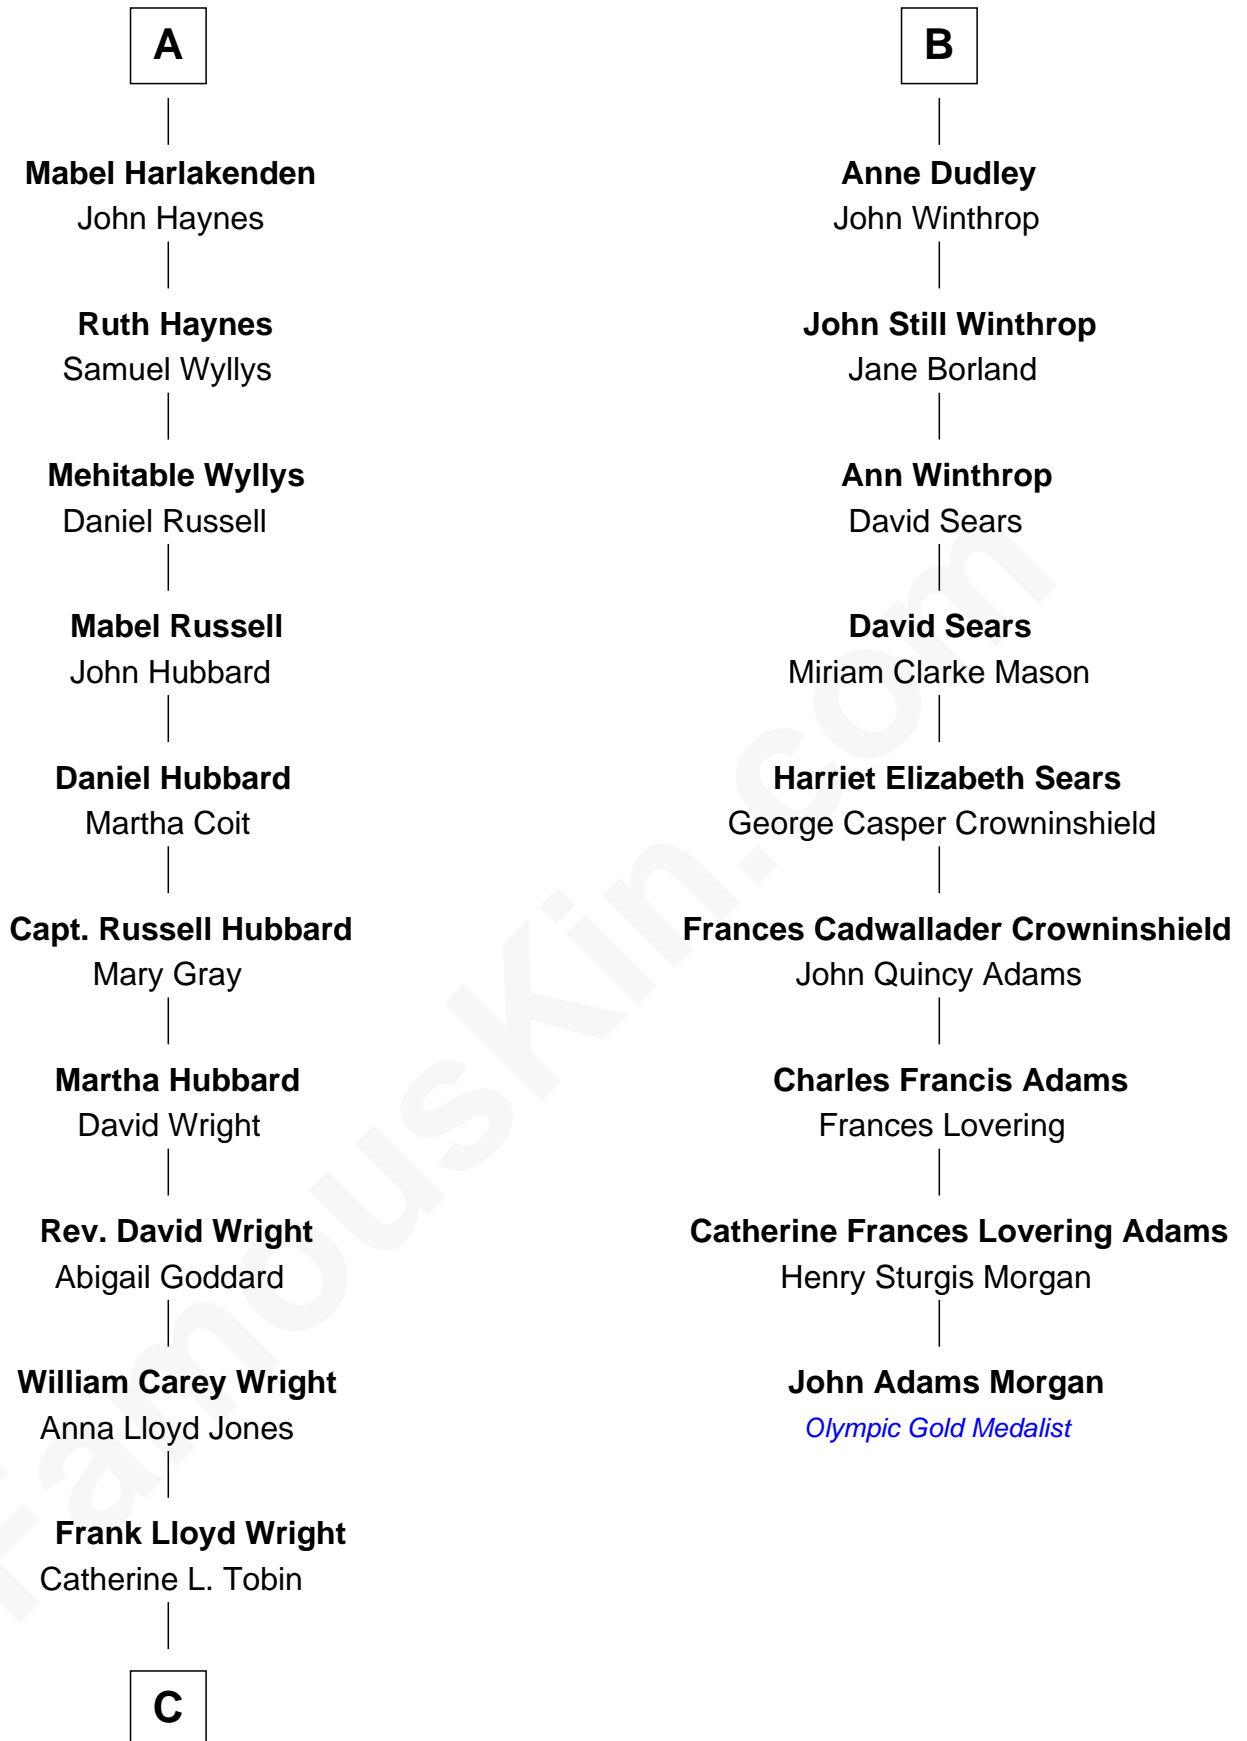 A
Mabel Harlakenden
John Haynes
Ruth Haynes
Samuel Wyllys
Mehitable Wyllys
Daniel Russell
Mabel Russell
John Hubbard
Daniel Hubbard
Martha Coit
Capt. Russell Hubbard
Mary Gray
Martha Hubbard
David Wright
Rev. David Wright
Abigail Goddard
William Carey Wright
Anna Lloyd Jones
Frank Lloyd Wright
Catherine L. Tobin
C
B
Anne Dudley
John Winthrop
John Still Winthrop
Jane Borland
Ann Winthrop
David Sears
David Sears
Miriam Clarke Mason
Harriet Elizabeth Sears
George Casper Crowninshield
Frances Cadwallader Crowninshield
John Quincy Adams
Charles Francis Adams
Frances Lovering
Catherine Frances Lovering Adams
Henry Sturgis Morgan
John Adams Morgan
Olympic Gold Medalist
FamousKin.com